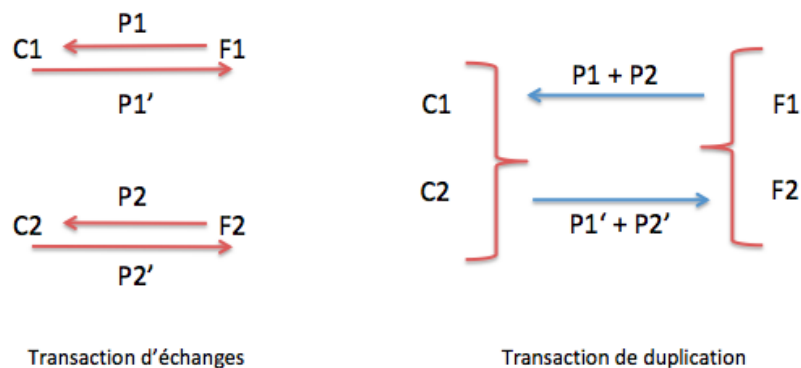 P1
C1 F1
P1'
P2
C2 F2
P2'
Transaction d'échanges
P1 + P2
C1 F1
C2 F2
P1' + P2'
Transaction de duplication